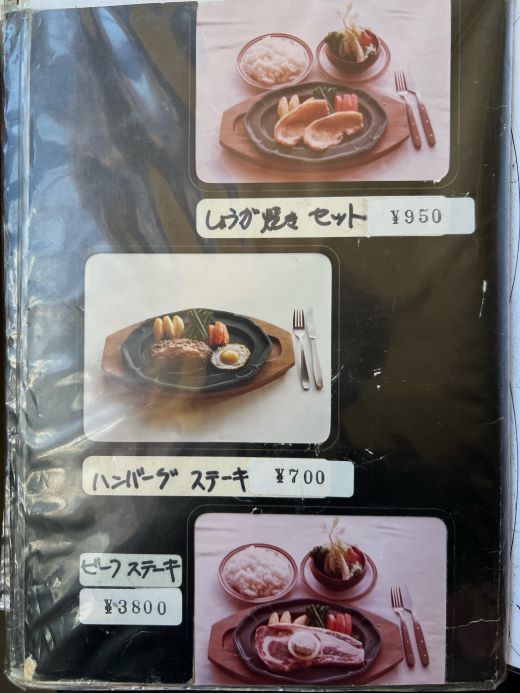 しょうが焼き セット ¥950
ハンバーグ ステーキ ¥700
ビーフ ステーキ
¥3800